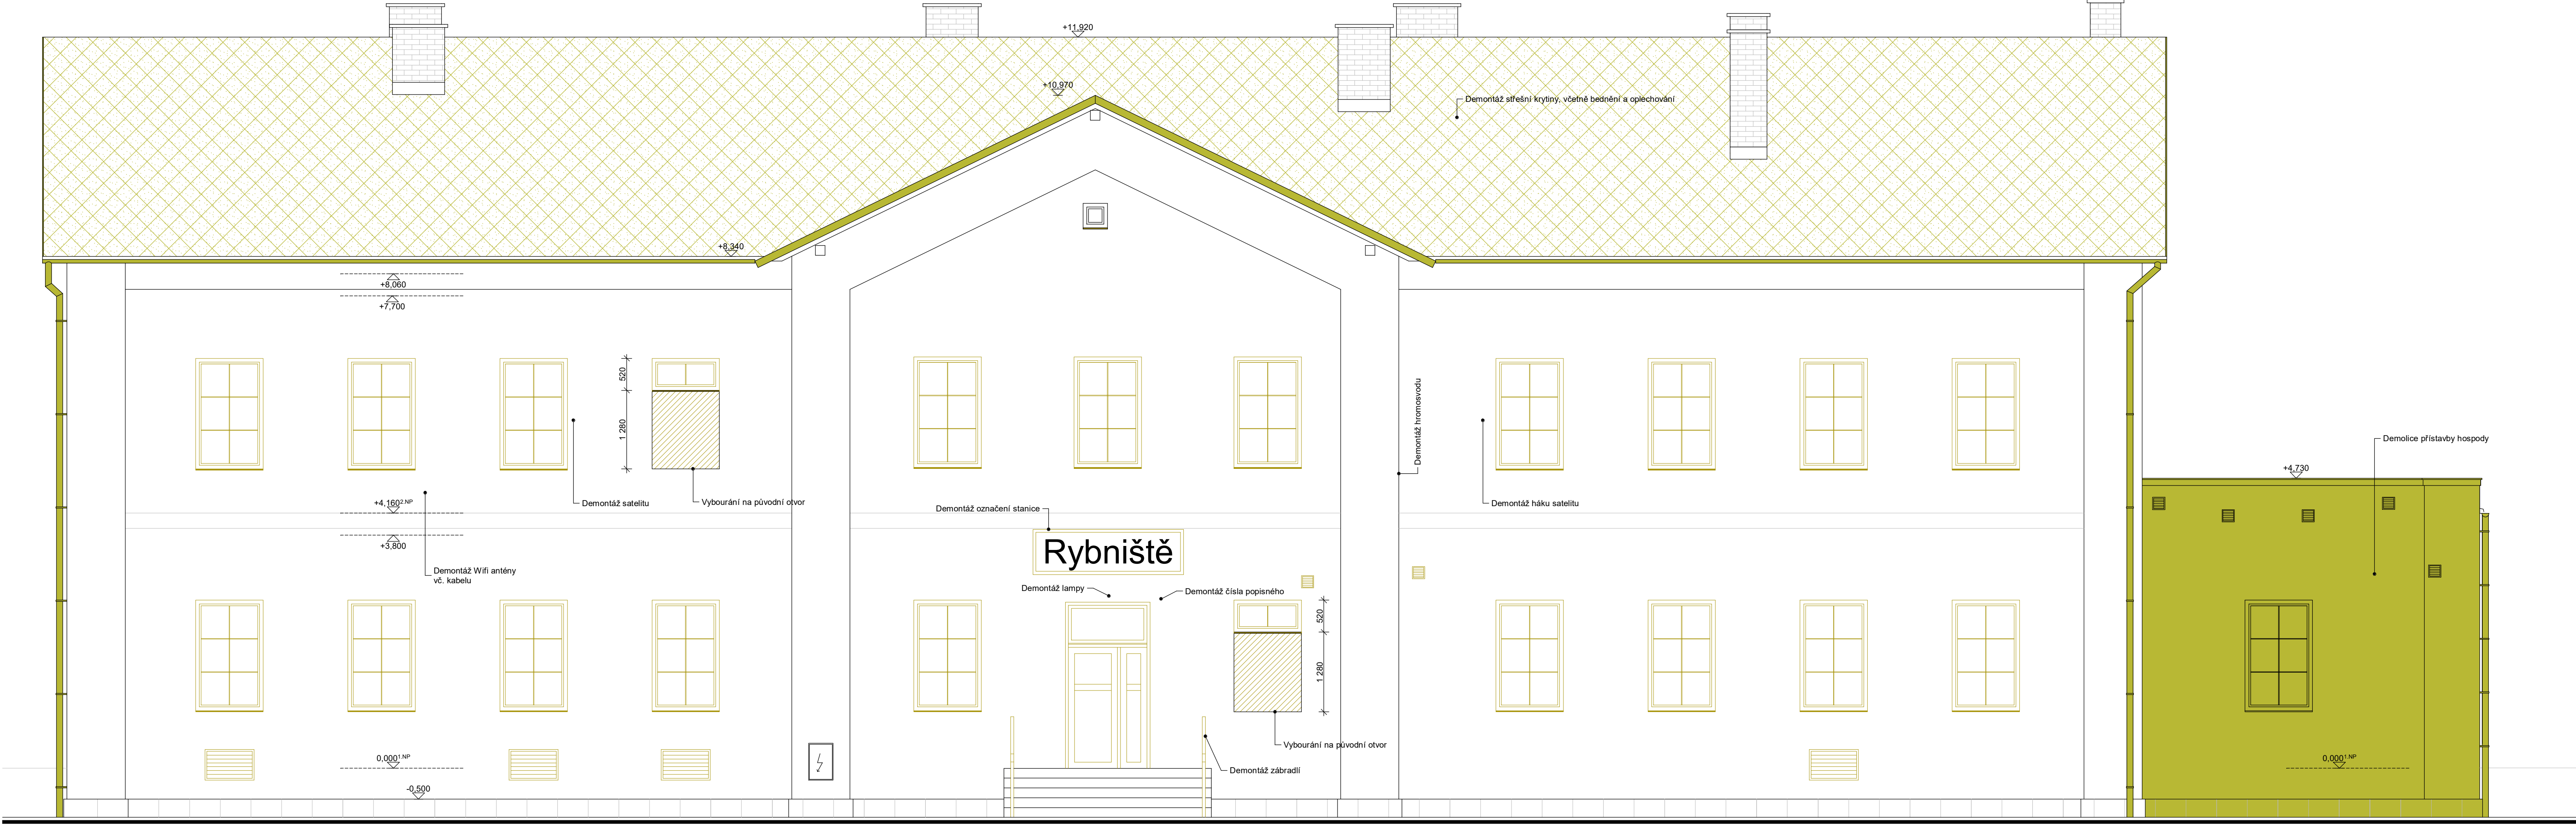 +11,920
+10,970
Demontáž střešní krytiny, včetně bednění a oplechování
+8,340
+8,060
+7,700
520
1 280
Demontáž hromosvodu
Demolice přístavby hospody
+4,730
+4,160 2.NP
Demontáž satelitu
Vybourání na původní otvor
Demontáž označení stanice
Demontáž háku satelitu
+3,800
Rybniště
Demontáž Wifi antény
vč. kabelu
Demontáž lampy
Demontáž čísla popisného
520
1 280
Vybourání na původní otvor
0,000 1.NP
Demontáž zábradlí
0,000 1.NP
-0,500